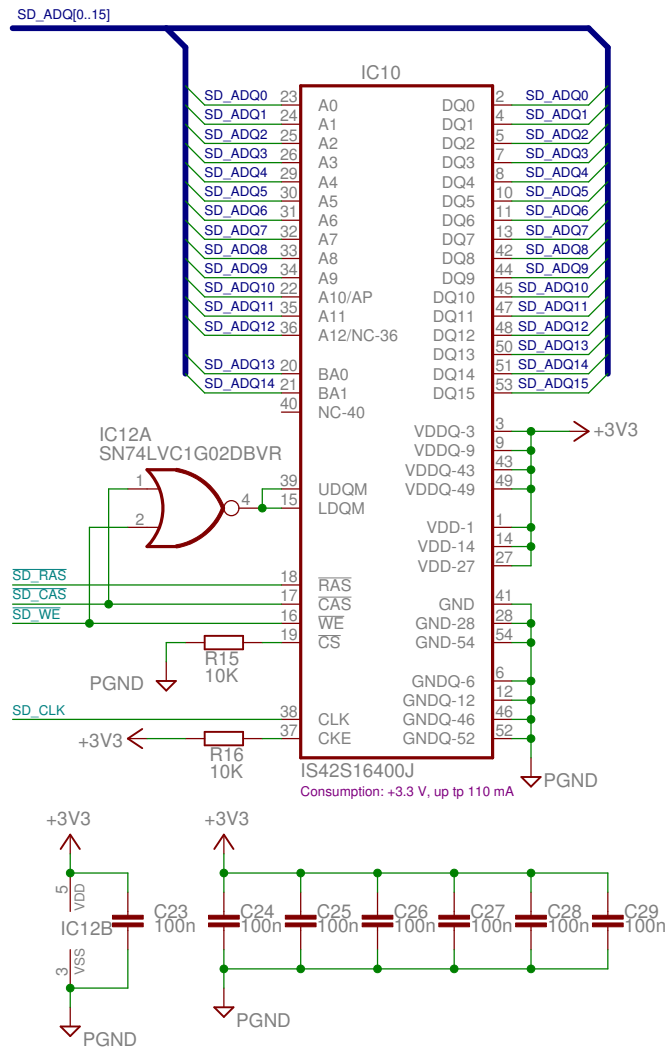 SD_ADQ[0..15]
IC10
SD_ADQ0 23 A0 DQ0 2 SD_ADQ0
SD_ADQ1 24 A1 DQ1 4 SD_ADQ1
SD_ADQ2 25 A2 DQ2 5 SD_ADQ2
SD_ADQ3 26 A3 DQ3 7 SD_ADQ3
SD_ADQ4 29 A4 DQ4 8 SD_ADQ4
SD_ADQ5 30 A5 DQ5 10 SD_ADQ5
SD_ADQ6 31 A6 DQ6 11 SD_ADQ6
SD_ADQ7 32 A7 DQ7 13 SD_ADQ7
SD_ADQ8 33 A8 DQ8 42 SD_ADQ8
SD_ADQ9 34 A9 DQ9 44 SD_ADQ9
SD_ADQ10 22 A10/AP DQ10 45 SD_ADQ10
SD_ADQ11 35 A11 DQ11 47 SD_ADQ11
SD_ADQ12 36 A12/NC-36 DQ12 48 SD_ADQ12
DQ13 50 SD_ADQ13
SD_ADQ13 20 BA0 DQ14 51 SD_ADQ14
SD_ADQ14 21 BA1 DQ15 53 SD_ADQ15
40 NC-40
VDDQ-3 3 +3V3
IC12A
SN74LVC1G02DBVR
VDDQ-9 9
VDDQ-43 43
1 4 39 UDQM VDDQ-49 49
2 15 LDQM
VDD-1 1
VDD-14 14
VDD-27 27
SD_RAS 18 RAS
SD_CAS 17 CAS GND 41
SD_WE 16 WE GND-28 28
19 CS GND-54 54
R15
10K
PGND
GNDQ-6 6
GNDQ-12 12
SD_CLK 38 CLK GNDQ-46 46
+3V3 37 CKE GNDQ-52 52
R16
10K
IS42S16400J
PGND
Consumption: +3.3 V, up tp 110 mA
+3V3 +3V3
5 VDD
IC12B
3 VSS
C23 C24 C25 C26 C27 C28 C29
100n 100n 100n 100n 100n 100n 100n
PGND PGND